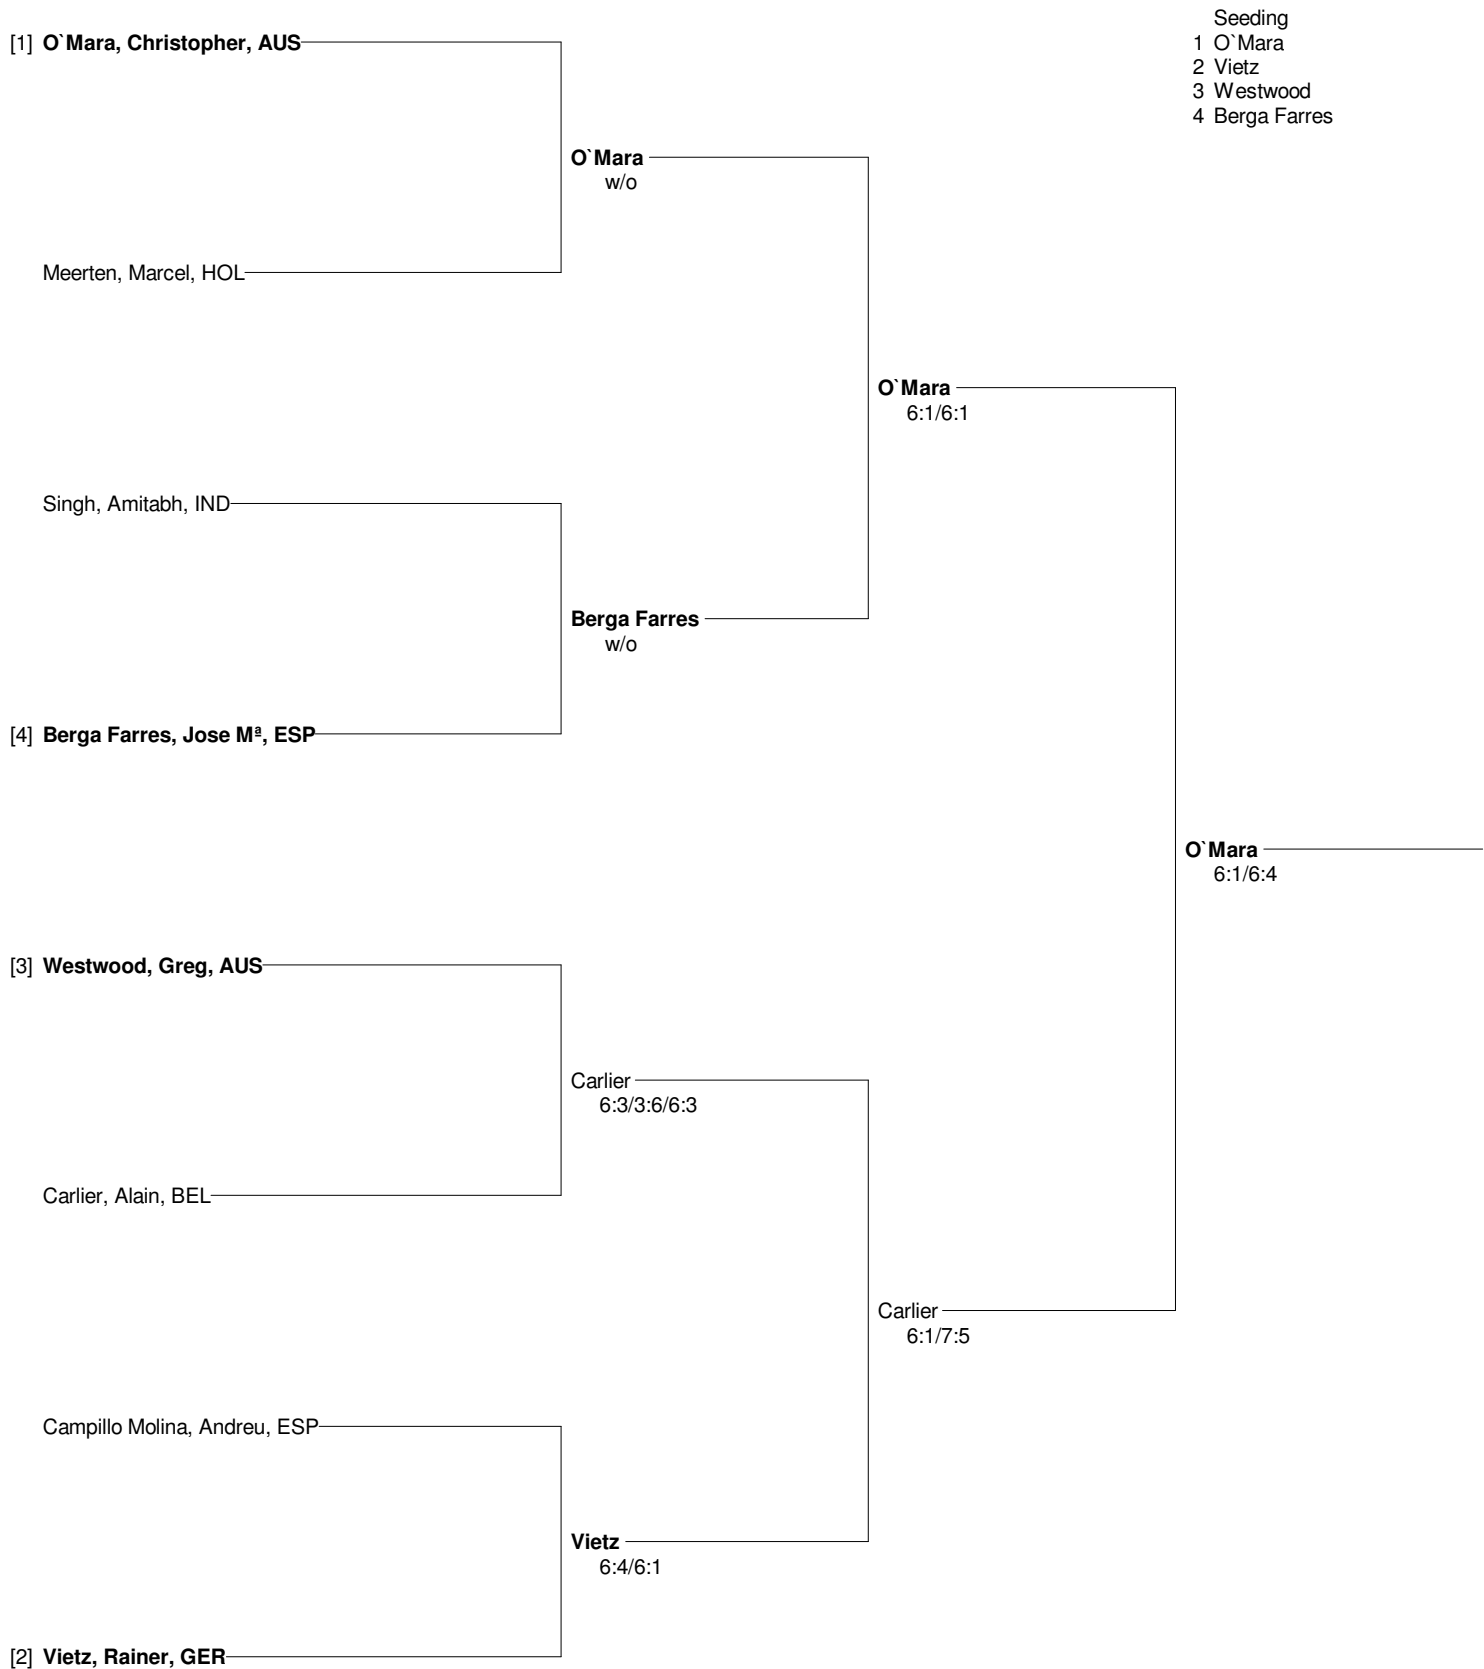 Seeding
[1] O`Mara, Christopher, AUS
1 O`Mara
2 Vietz
3 Westwood
4 Berga Farres
O`Mara
w/o
Meerten, Marcel, HOL
O`Mara
6:1/6:1
Singh, Amitabh, IND
Berga Farres
w/o
[4] Berga Farres, Jose Mª, ESP
O`Mara
6:1/6:4
[3] Westwood, Greg, AUS
Carlier
6:3/3:6/6:3
Carlier, Alain, BEL
Carlier
6:1/7:5
Campillo Molina, Andreu, ESP
Vietz
6:4/6:1
[2] Vietz, Rainer, GER